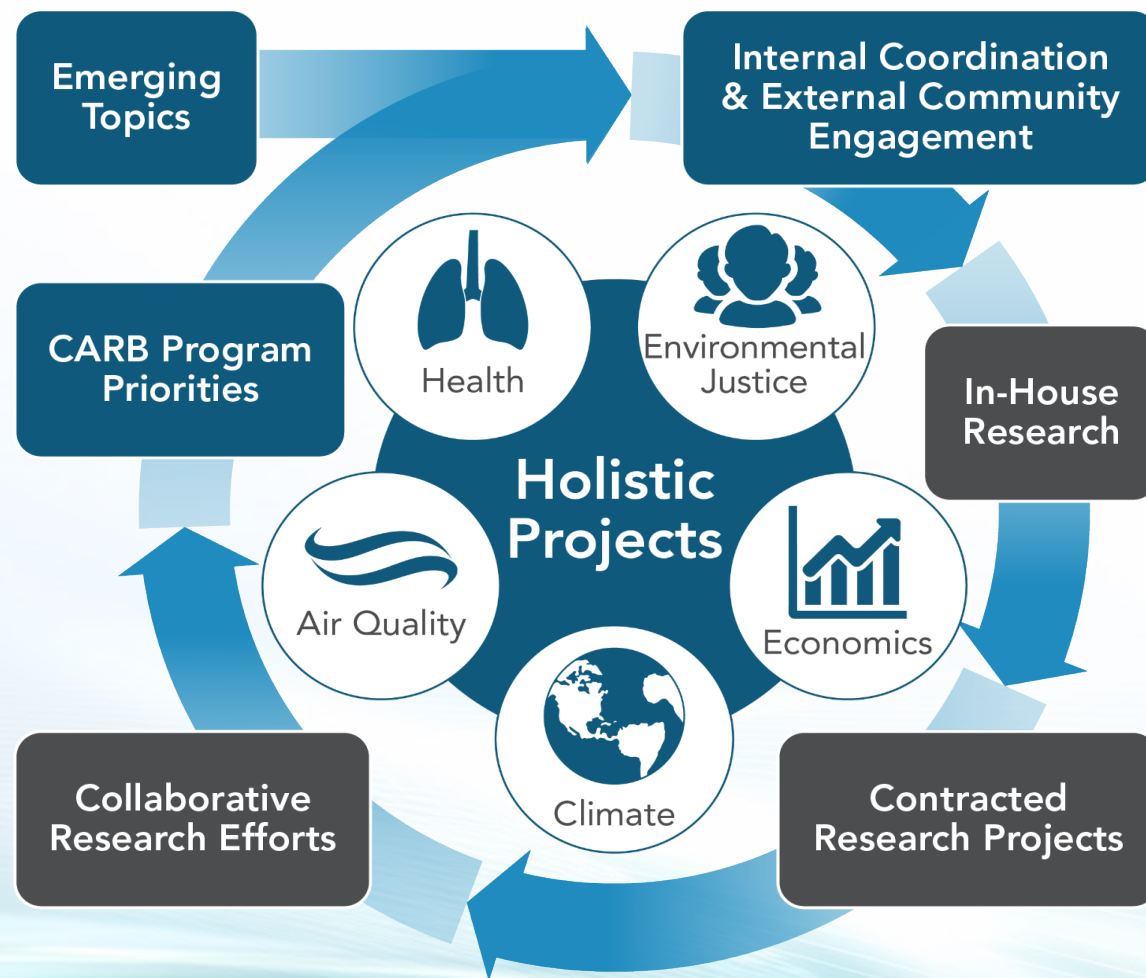 Emerging
Topics
Internal Coordination
& External Community
Engagement
CARB Program
Priorities
Health
Environmental
Justice
In-House
Research
Holistic
Projects
Air Quality
Economics
Climate
Collaborative
Research Efforts
Contracted
Research Projects